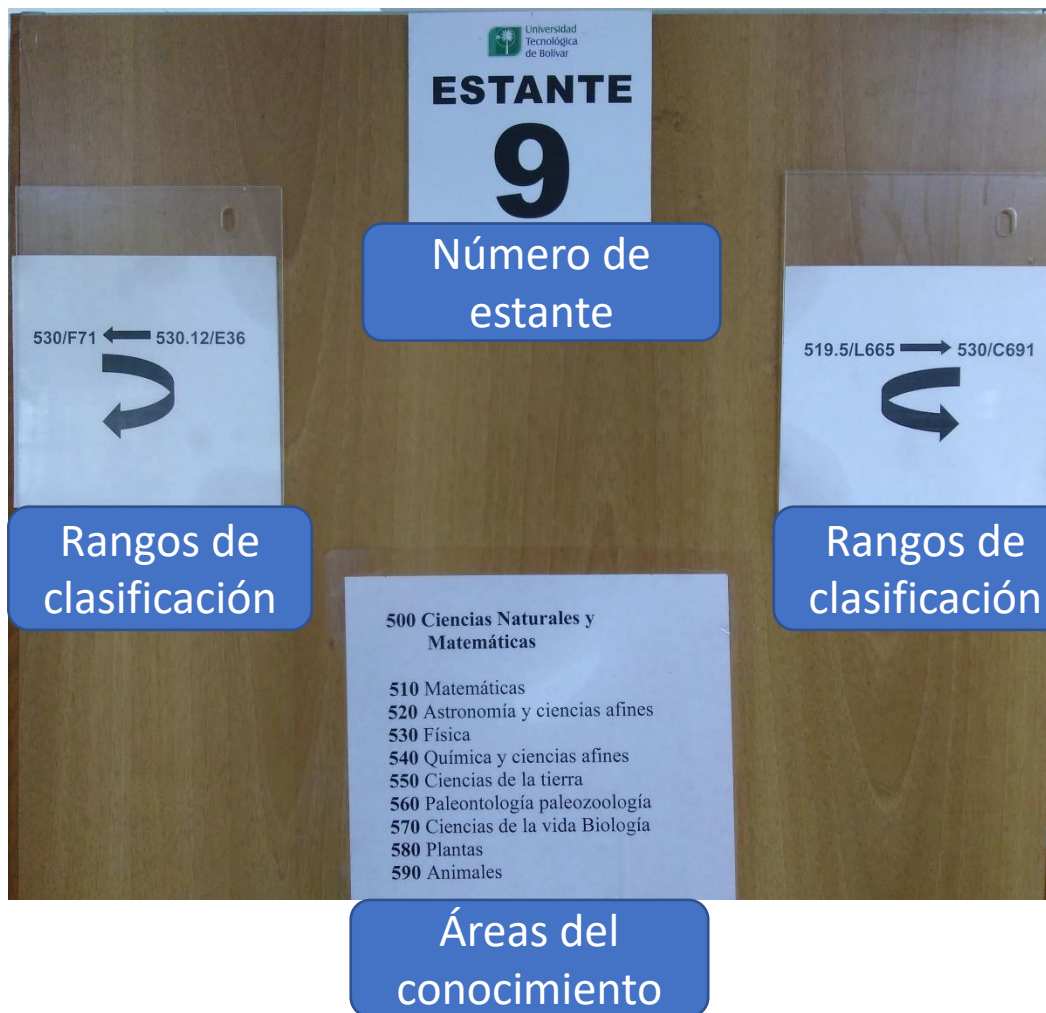 Universidad
Tecnológica
de Bolívar
ESTANTE
9
Número de
estante
530/F71 530.12/E36
519.5/L665 530/C691
Rangos de
clasificación
Rangos de
clasificación
500 Ciencias Naturales y
Matemáticas
510 Matemáticas
520 Astronomía y ciencias afines
530 Física
540 Química y ciencias afines
550 Ciencias de la tierra
560 Paleontología paleozoología
570 Ciencias de la vida Biología
580 Plantas
590 Animales
Áreas del
conocimiento